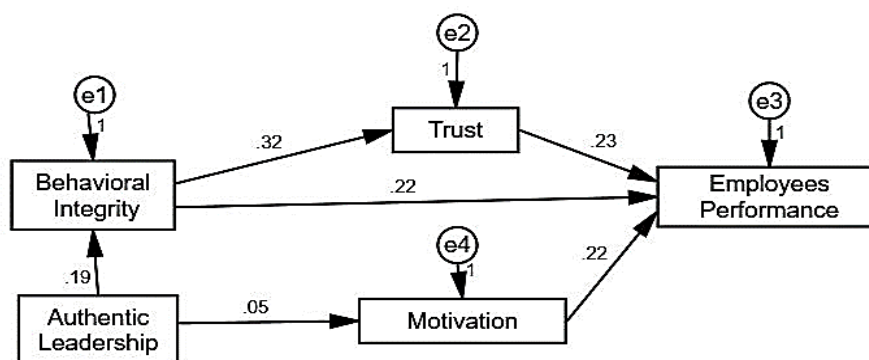 e2
1
e1
1
e3
1
Trust
.32
.23
Behavioral
Integrity
.22
Employees
Performance
e4
1
.22
.19
.05
Authentic
Leadership
Motivation